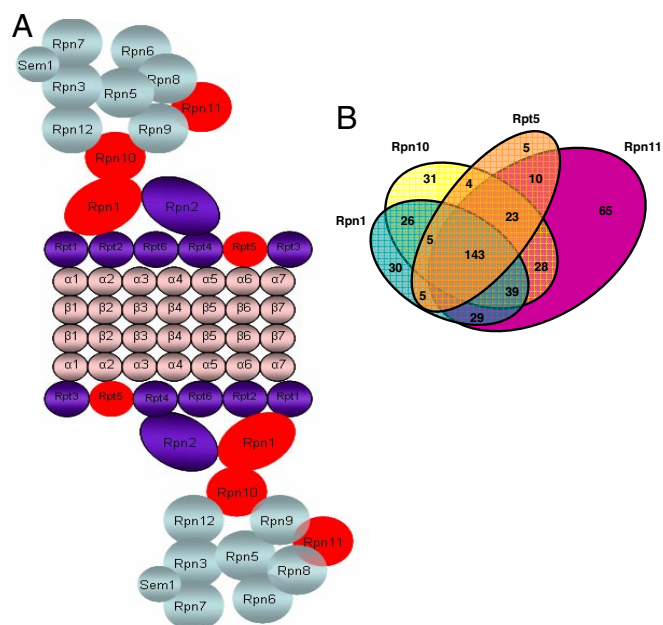 A
Rpn7
Rpn6
Sem1
Rpn8
Rpn3
Rpn5
Rpn11
Rpn12
Rpn9
Rpn10
Rpn1
Rpn2
Rpt1 Rpt2 Rpt6 Rpt4 Rpt5 Rpt3
α1 α2 α3 α4 α5 α6 α7
β1 β2 β3 β4 β5 β6 β7
β1 β2 β3 β4 β5 β6 β7
α1 α2 α3 α4 α5 α6 α7
Rpt3 Rpt5 Rpt4 Rpt6 Rpt2 Rpt1
Rpn2
Rpn1
Rpn10
Rpn12
Rpn9
Rpn11
Rpn3
Rpn5
Rpn8
Sem1
Rpn7
Rpn6
B
Rpt5
Rpn10
Rpn11
Rpn1
5
31
4
10
26
23
65
5
143
30
28
39
5
29